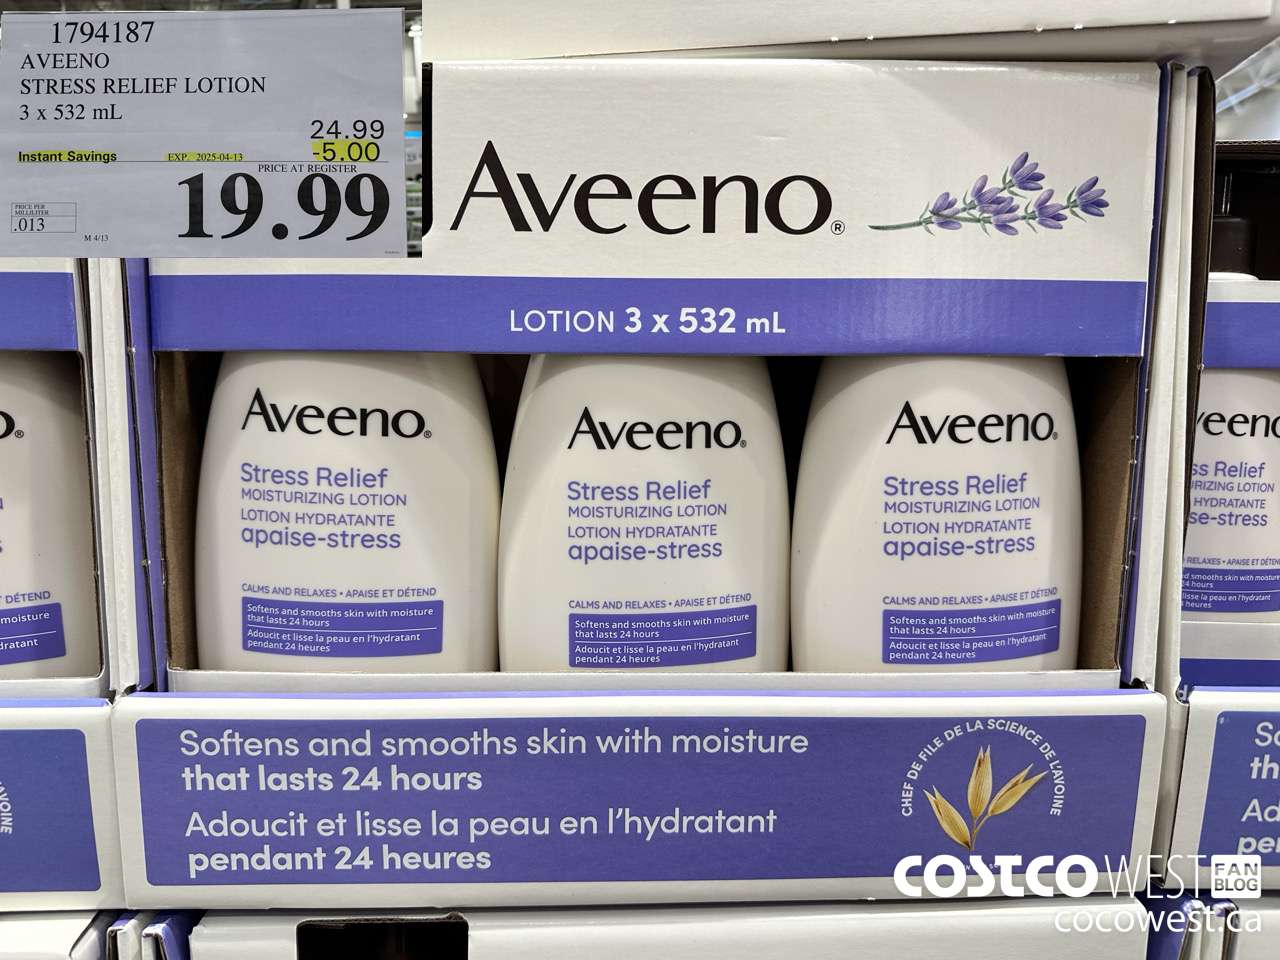 1794187
AVEENO
STRESS RELIEF LOTION
3 x 532 mL
24.99
Instant Savings EXP. 2025-04-13 -5.00
PRICE AT REGISTER
19.99
PRICE PER
MILLILITER
.013
M 4/13
Aveeno®
LOTION 3 x 532 mL
Aveeno®
Stress Relief
MOISTURIZING LOTION
LOTION HYDRATANTE
apaise-stress
CALMS AND RELAXES • APAISE ET DÉTEND
Softens and smooths skin with moisture
that lasts 24 hours
Adoucit et lisse la peau en l'hydratant
pendant 24 heures
Aveeno®
Stress Relief
MOISTURIZING LOTION
LOTION HYDRATANTE
apaise-stress
CALMS AND RELAXES • APAISE ET DÉTEND
Softens and smooths skin with moisture
that lasts 24 hours
Adoucit et lisse la peau en l'hydratant
pendant 24 heures
Aveeno®
Stress Relief
MOISTURIZING LOTION
LOTION HYDRATANTE
apaise-stress
CALMS AND RELAXES • APAISE ET DÉTEND
Softens and smooths skin with moisture
that lasts 24 hours
Adoucit et lisse la peau en l'hydratant
pendant 24 heures
Softens and smooths skin with moisture
that lasts 24 hours
Adoucit et lisse la peau en l'hydratant
pendant 24 heures
CHEF DE FILE DE LA SCIENCE DE L'AVOINE
COSTCO WEST FAN BLOG
cocowest.ca